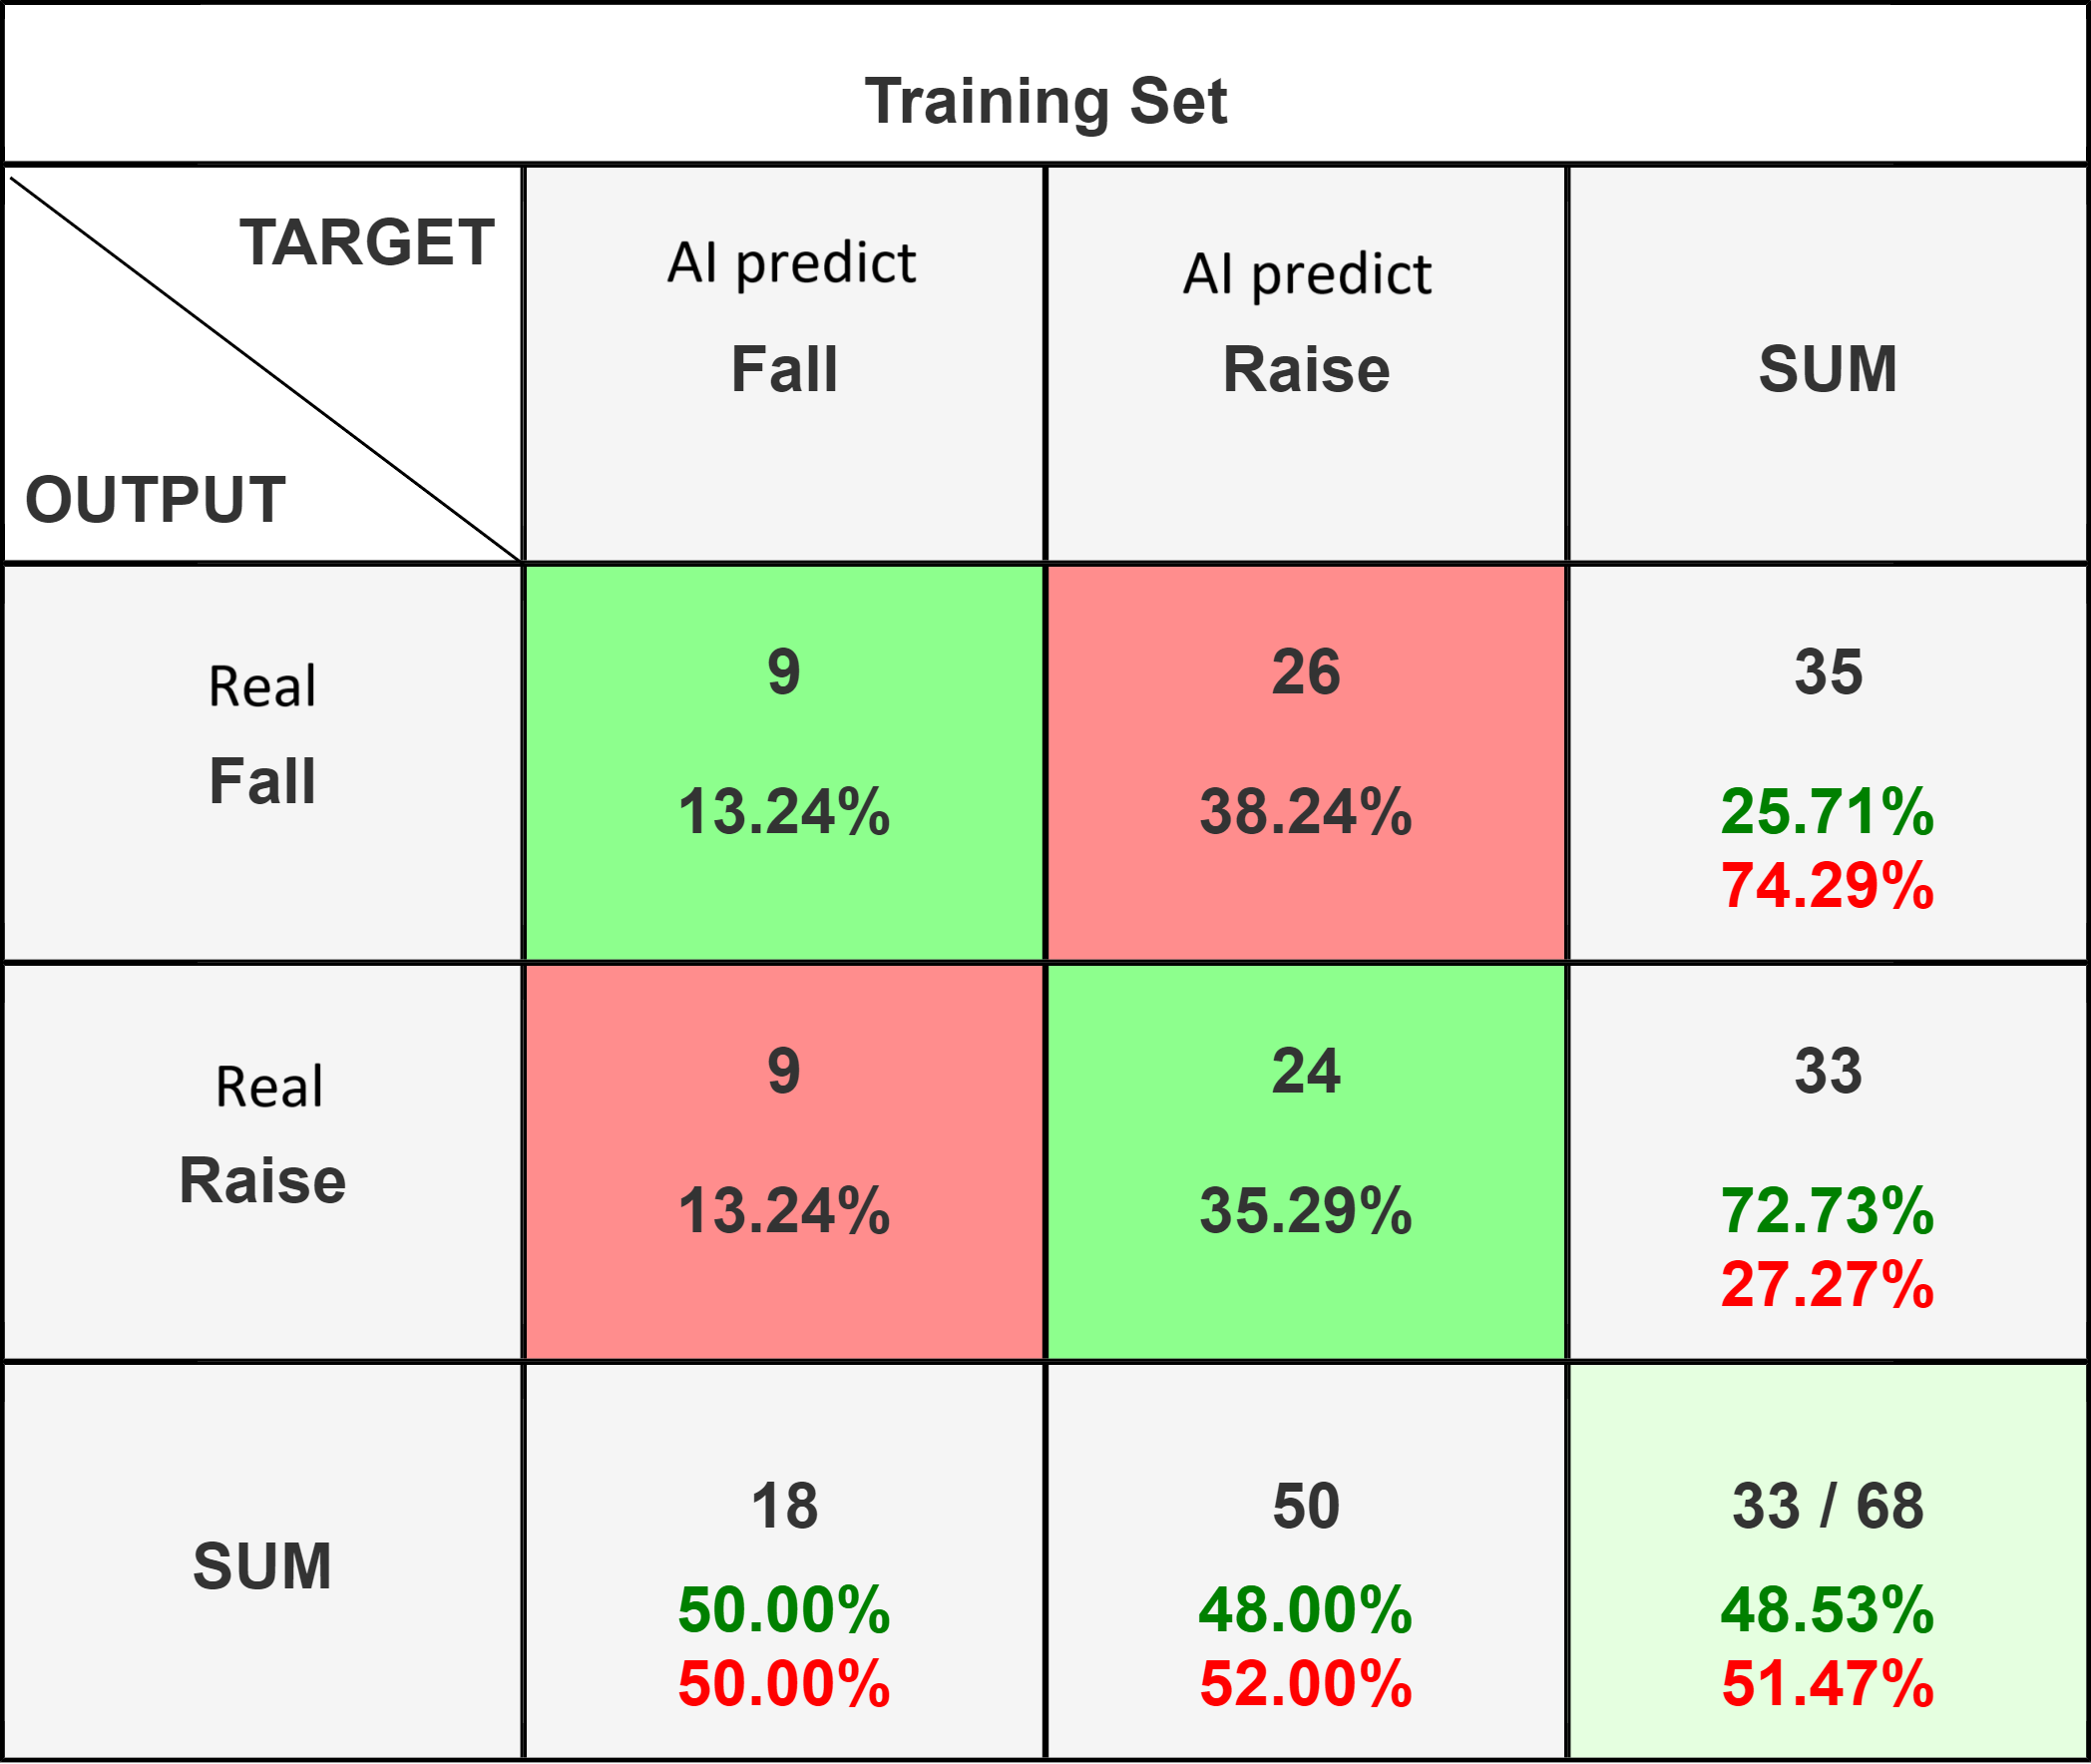 Training Set
TARGET
OUTPUT
AI predict
Fall
AI predict
Raise
SUM
Real
Fall
9
13.24%
26
38.24%
35
25.71%
74.29%
Real
Raise
9
13.24%
24
35.29%
33
72.73%
27.27%
SUM
18
50.00%
50.00%
50
48.00%
52.00%
33 / 68
48.53%
51.47%